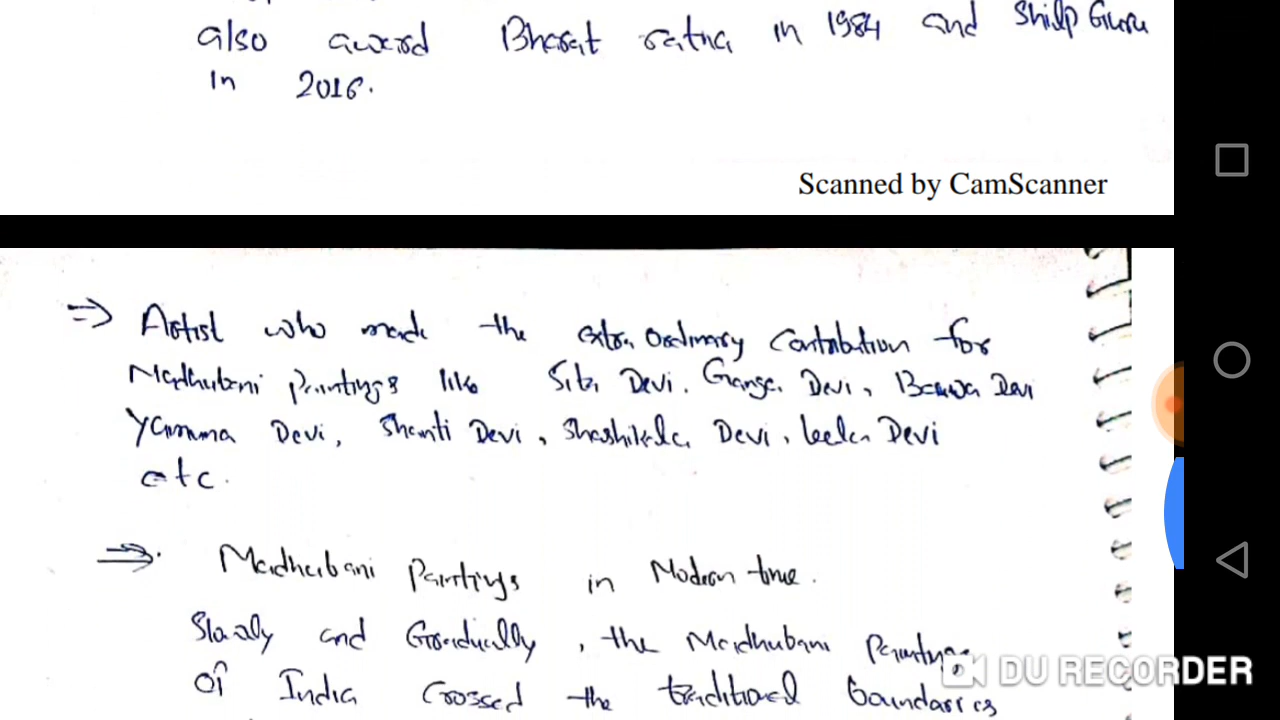 also award Bharat ratna in 1984 and Shilp Guru
in 2016.
Scanned by CamScanner
⇒ Artist who made the extra ordinary Contribution for
Madhubani Paintings like Sita Devi, Ganga Devi, Bauwa Devi
Yamuna Devi, Shanti Devi, Shashikala Devi, leela Devi
etc.
⇒ Madhubani Paintings in Modern time.
Slowly and Gradually, the Madhubani Paintings
DU RECORDER
of India Crossed the traditional boundaries